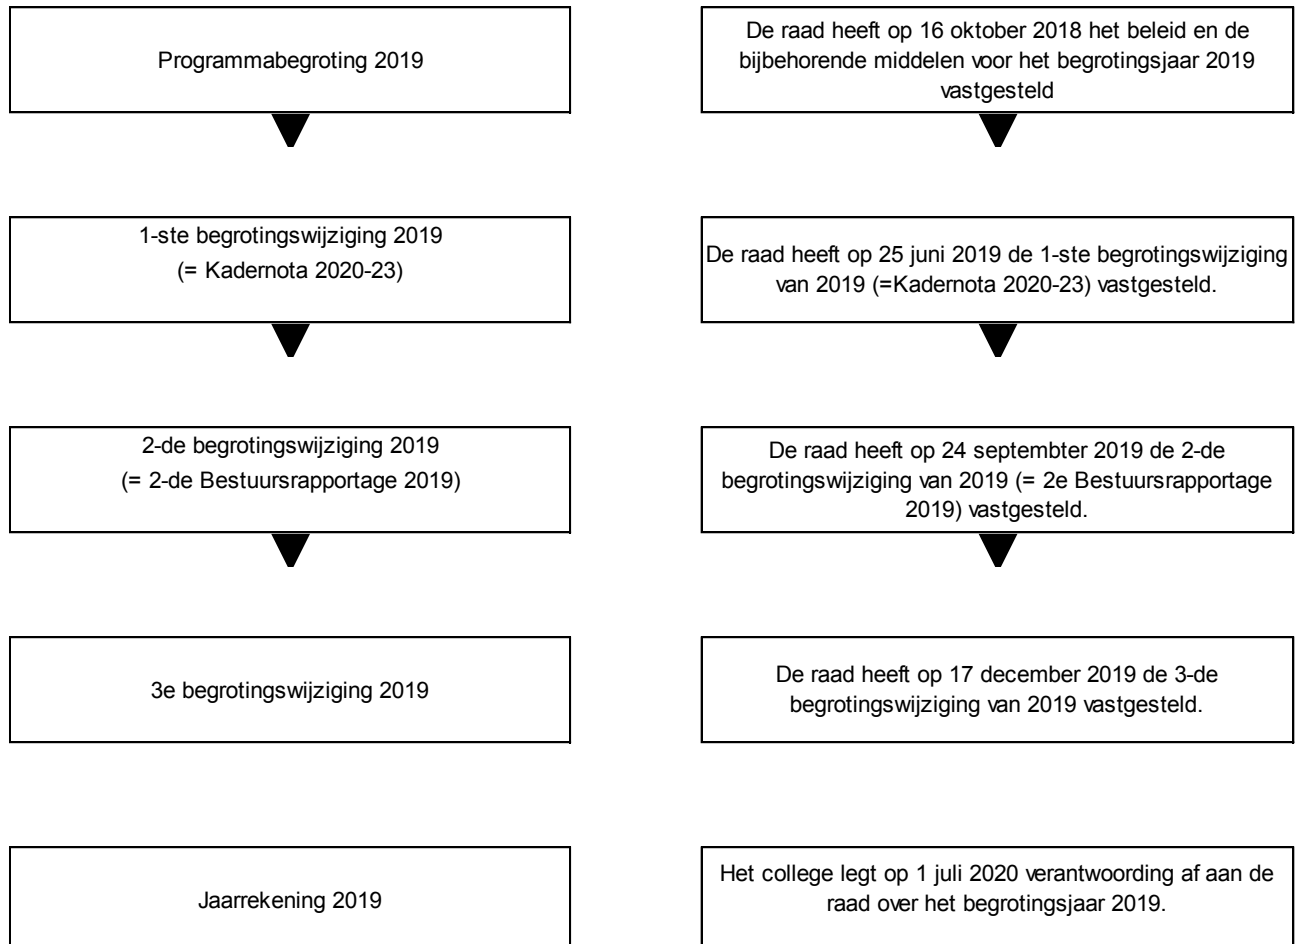 Programmabegroting 2019
De raad heeft op 16 oktober 2018 het beleid en de
bijbehorende middelen voor het begrotingsjaar 2019
vastgesteld
1-ste begrotingswijziging 2019
(= Kadernota 2020-23)
De raad heeft op 25 juni 2019 de 1-ste begrotingswijziging
van 2019 (=Kadernota 2020-23) vastgesteld.
2-de begrotingswijziging 2019
(= 2-de Bestuursrapportage 2019)
De raad heeft op 24 septembter 2019 de 2-de
begrotingswijziging van 2019 (= 2e Bestuursrapportage
2019) vastgesteld.
3e begrotingswijziging 2019
De raad heeft op 17 december 2019 de 3-de
begrotingswijziging van 2019 vastgesteld.
Jaarrekening 2019
Het college legt op 1 juli 2020 verantwoording af aan de
raad over het begrotingsjaar 2019.